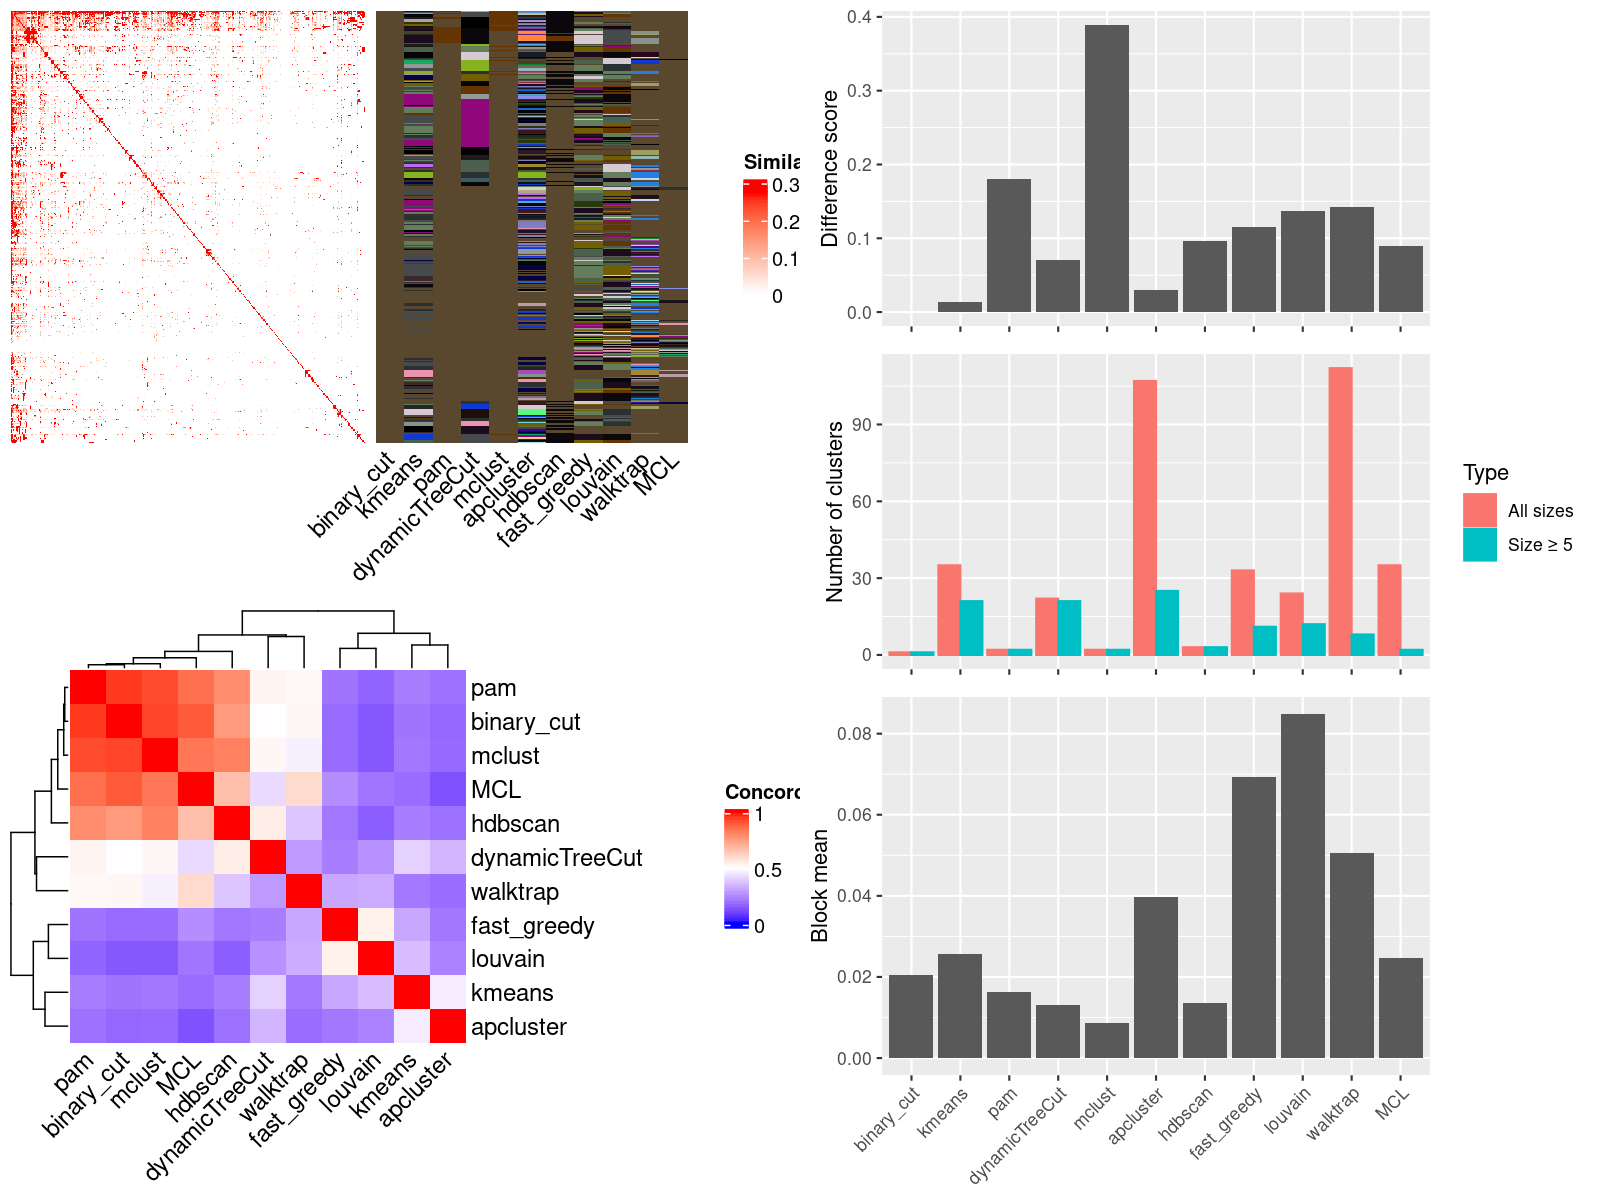 Simila
0.3
0.2
0.1
0
binary_cut
kmeans
pam
dynamicTreeCut
mclust
apcluster
hdbscan
fast_greedy
louvain
walktrap
MCL
pam
binary_cut
mclust
MCL
hdbscan
dynamicTreeCut
walktrap
fast_greedy
louvain
kmeans
apcluster
pam
binary_cut
mclust
MCL
hdbscan
dynamicTreeCut
walktrap
fast_greedy
louvain
kmeans
apcluster
Concord
1
0.5
0
Difference score
0.4
0.3
0.2
0.1
0.0
Number of clusters
90
60
30
0
Type
All sizes
Size ≥ 5
Block mean
0.08
0.06
0.04
0.02
0.00
binary_cut
kmeans
pam
dynamicTreeCut
mclust
apcluster
hdbscan
fast_greedy
louvain
walktrap
MCL